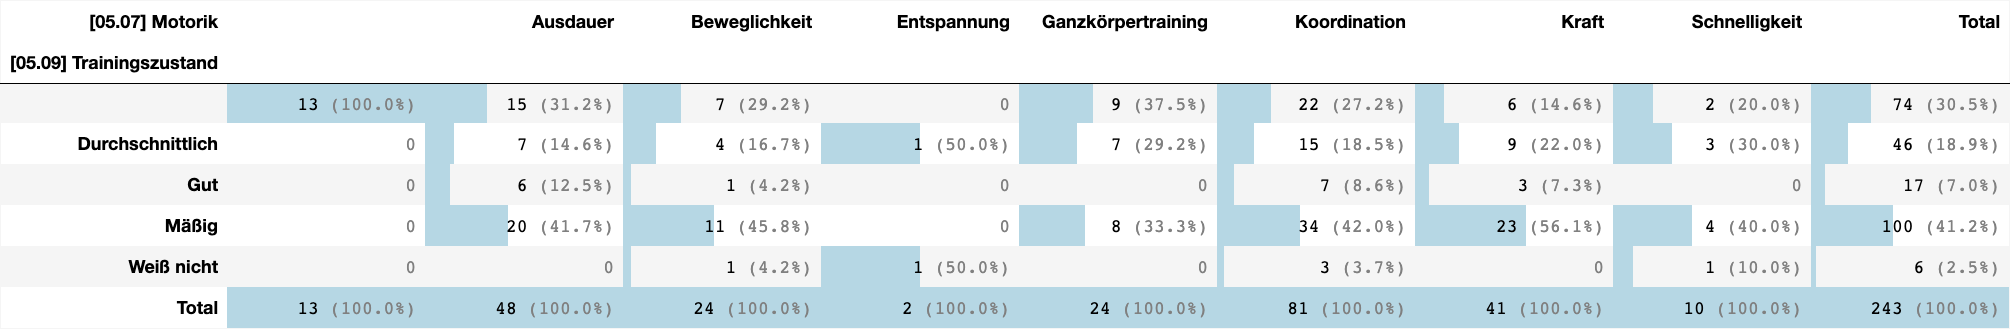 [05.07] Motorik Ausdauer Beweglichkeit Entspannung Ganzkörpertraining Koordination Kraft Schnelligkeit Total
[05.09] Trainingszustand
13 (100.0%) 15 (31.2%) 7 (29.2%) 0 9 (37.5%) 22 (27.2%) 6 (14.6%) 2 (20.0%) 74 (30.5%)
Durchschnittlich 0 7 (14.6%) 4 (16.7%) 1 (50.0%) 7 (29.2%) 15 (18.5%) 9 (22.0%) 3 (30.0%) 46 (18.9%)
Gut 0 6 (12.5%) 1 (4.2%) 0 0 7 (8.6%) 3 (7.3%) 0 17 (7.0%)
Mäßig 0 20 (41.7%) 11 (45.8%) 0 8 (33.3%) 34 (42.0%) 23 (56.1%) 4 (40.0%) 100 (41.2%)
Weiß nicht 0 0 1 (4.2%) 1 (50.0%) 0 3 (3.7%) 0 1 (10.0%) 6 (2.5%)
Total 13 (100.0%) 48 (100.0%) 24 (100.0%) 2 (100.0%) 24 (100.0%) 81 (100.0%) 41 (100.0%) 10 (100.0%) 243 (100.0%)